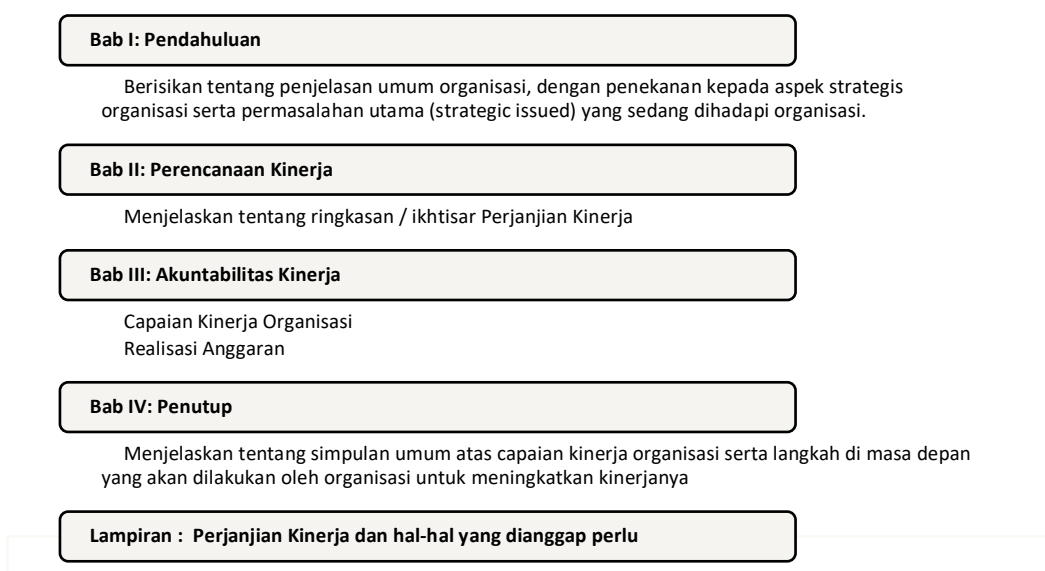 Bab I: Pendahuluan
Berisikan tentang penjelasan umum organisasi, dengan penekanan kepada aspek strategis
organisasi serta permasalahan utama (strategic issued) yang sedang dihadapi organisasi.
Bab II: Perencanaan Kinerja
Menjelaskan tentang ringkasan / ikhtisar Perjanjian Kinerja
Bab III: Akuntabilitas Kinerja
Capaian Kinerja Organisasi
Realisasi Anggaran
Bab IV: Penutup
Menjelaskan tentang simpulan umum atas capaian kinerja organisasi serta langkah di masa depan
yang akan dilakukan oleh organisasi untuk meningkatkan kinerjanya
Lampiran : Perjanjian Kinerja dan hal-hal yang dianggap perlu